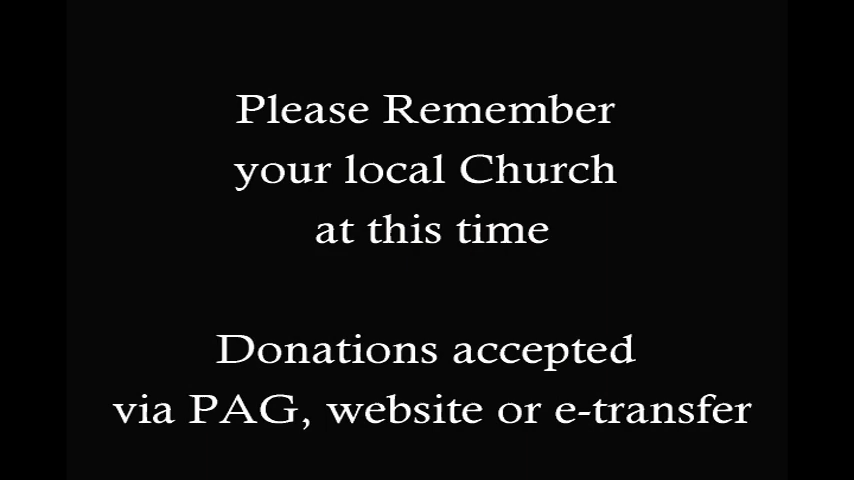 Please Remember
your local Church
at this time
Donations accepted
via PAG, website or e-transfer